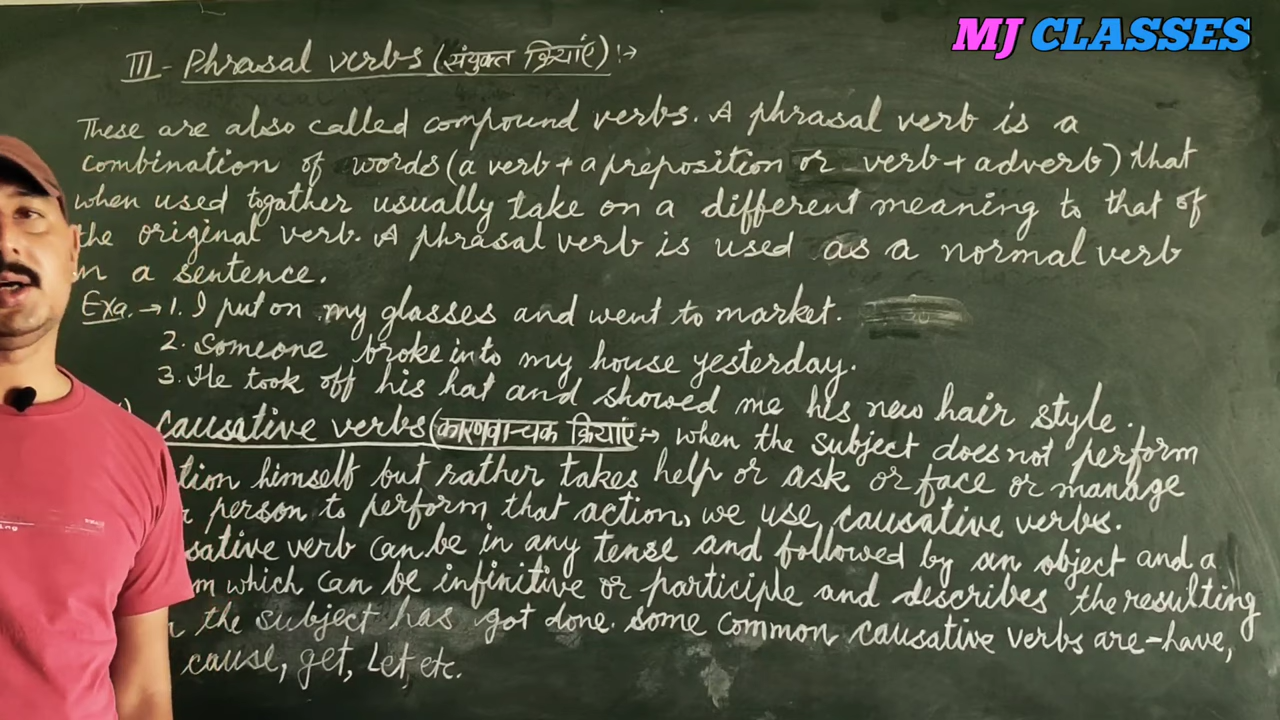 MJ CLASSES
III - Phrasal verbs (संयुक्त क्रियाएं) :→
These are also called compound verbs. A phrasal verb is a
combination of words (a verb + a preposition or verb + adverb) that
when used togather usually take on a different meaning to that of
the original verb. A phrasal verb is used as a normal verb
in a sentence.
Exa. → 1. I put on my glasses and went to market.
2. Someone broke into my house yesterday.
3. He took off his hat and showed me his new hair style.
causative verbs (कारणवाचक क्रियाएं :→ when the subject does not perform
tion himself but rather takes help or ask or face or manage
person to perform that action, we use causative verbs.
sative verb can be in any tense and followed by an object and a
m which can be infinitive or participle and describes the resulting
the subject has got done. some common causative verbs are - have,
cause, get, Let, etc.